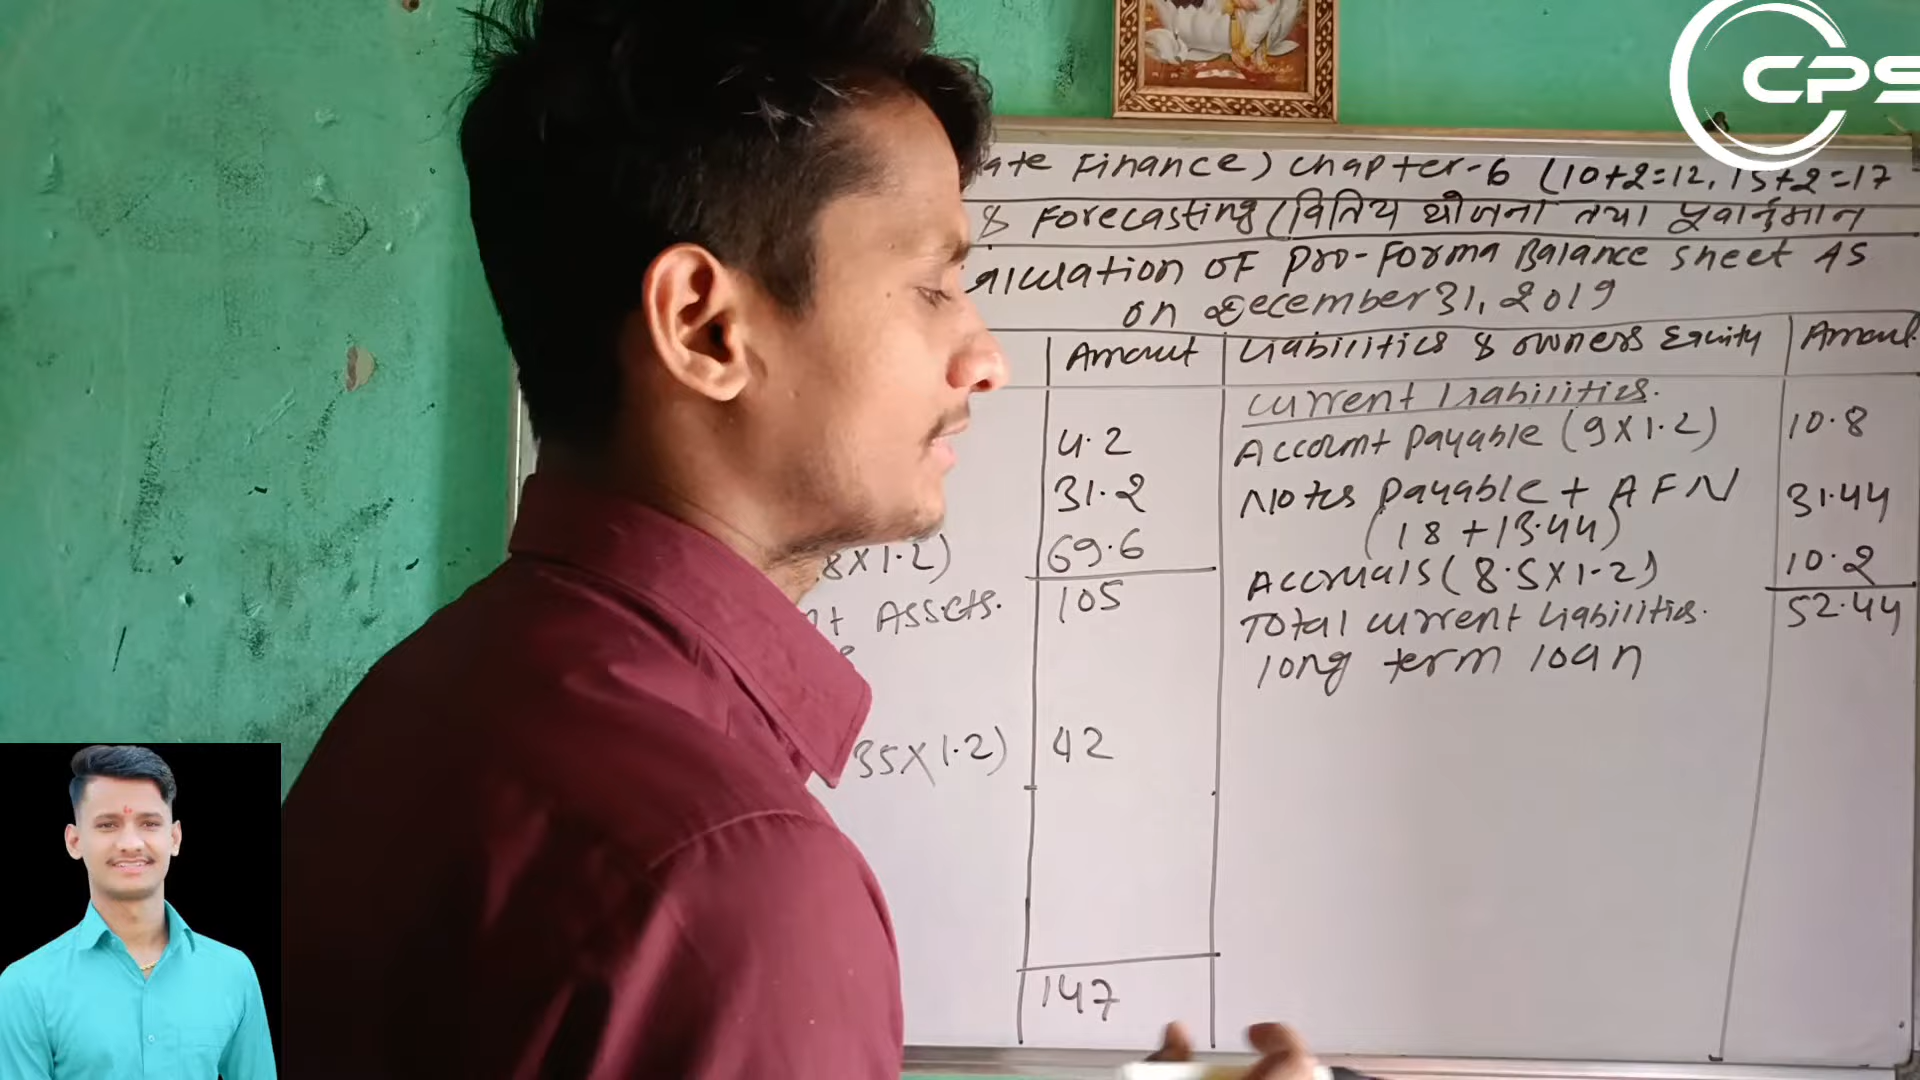 CPS
ate Finance) chapter-6 (10+2=12, 15+2=17
& Forecasting (वित्तिय योजना तथा पूर्वानुमान
alculation of pro-Forma Balance sheet As
on December 31, 2019
Amount | Liabilities & owners Equity | Amount
current Liabilities.
4.2 | Account payable (9X1.2) | 10.8
31.2 | Notes payable + AFN | 31.44
(18+13.44)
.8X1.2) | 69.6 | Accruals (8.5X1.2) | 10.2
nt Assets. | 105 | Total current Liabilities. | 52.44
long term loan
35X1.2) | 42
147